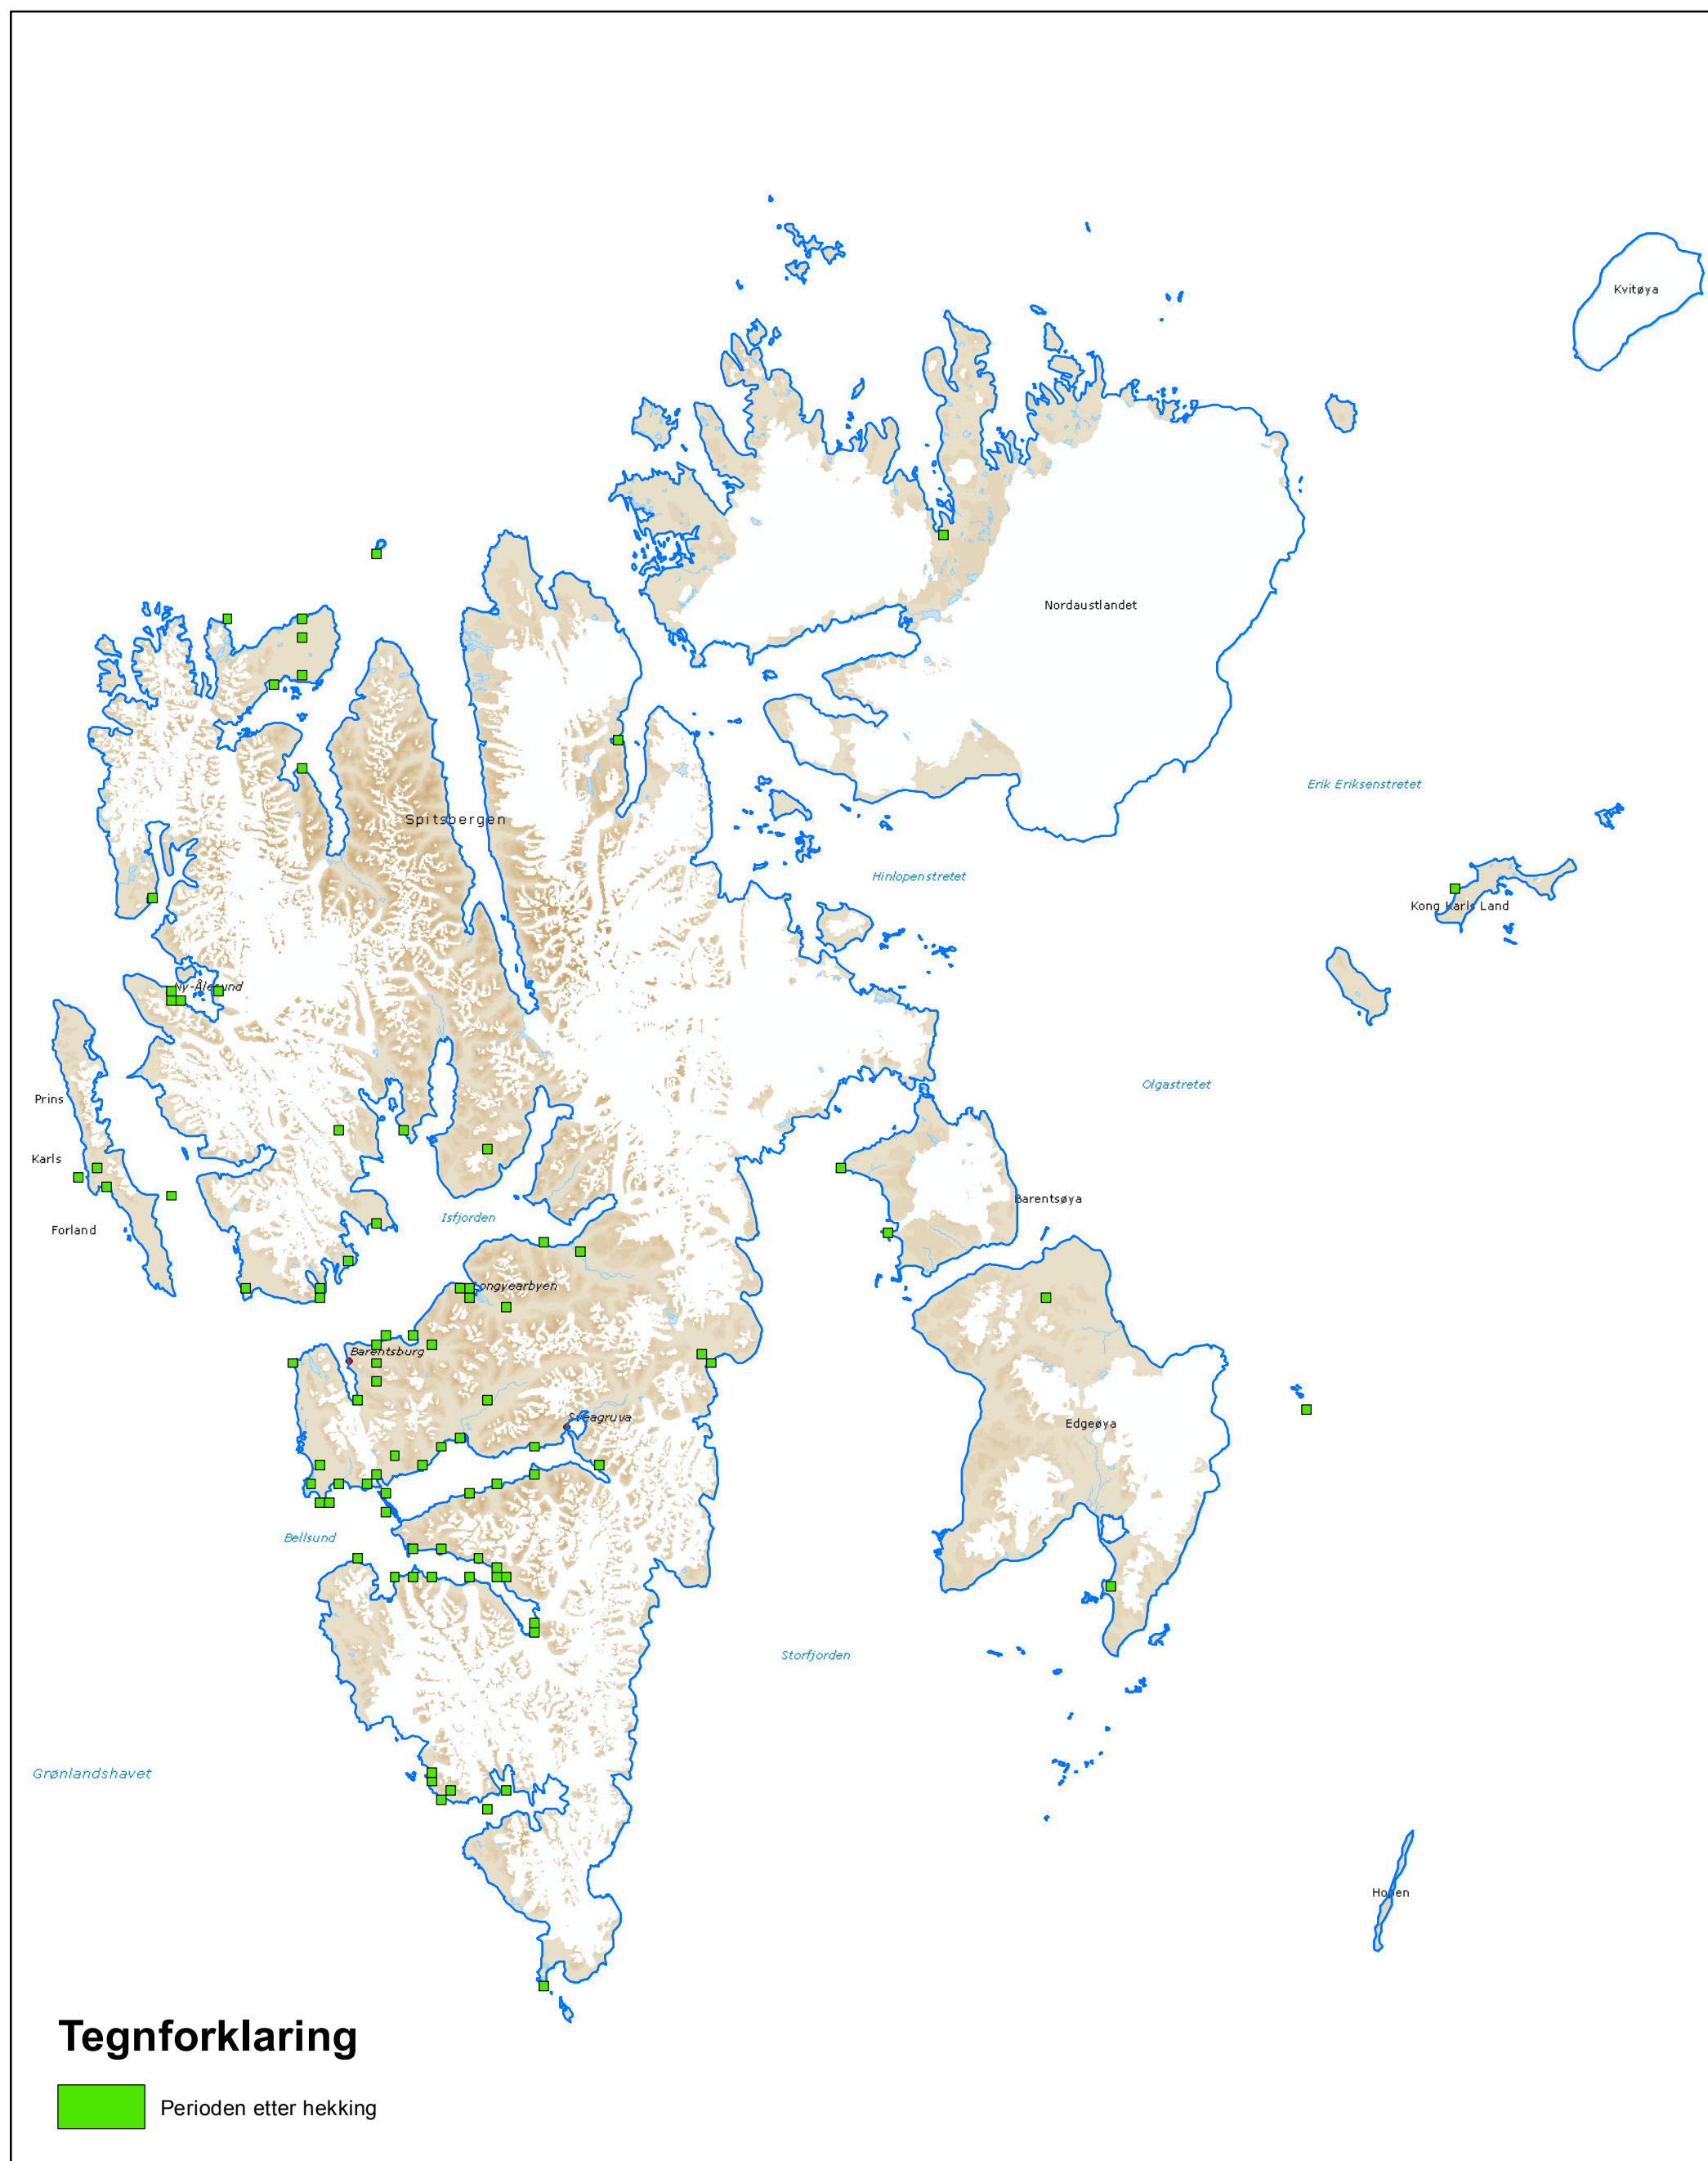 Kvitøya
Nordaustlandet
Erik Eriksenstretet
Spitsbergen
Hinlopenstretet
Kong Karls Land
Ny-Ålesund
Olgastretet
Prins
Karls
Forland
Barentsøya
Isfjorden
Longyearbyen
Barentsburg
Sveagruva
Edgeøya
Bellsund
Storfjorden
Grønlandshavet
Hopen
Tegnforklaring
Perioden etter hekking